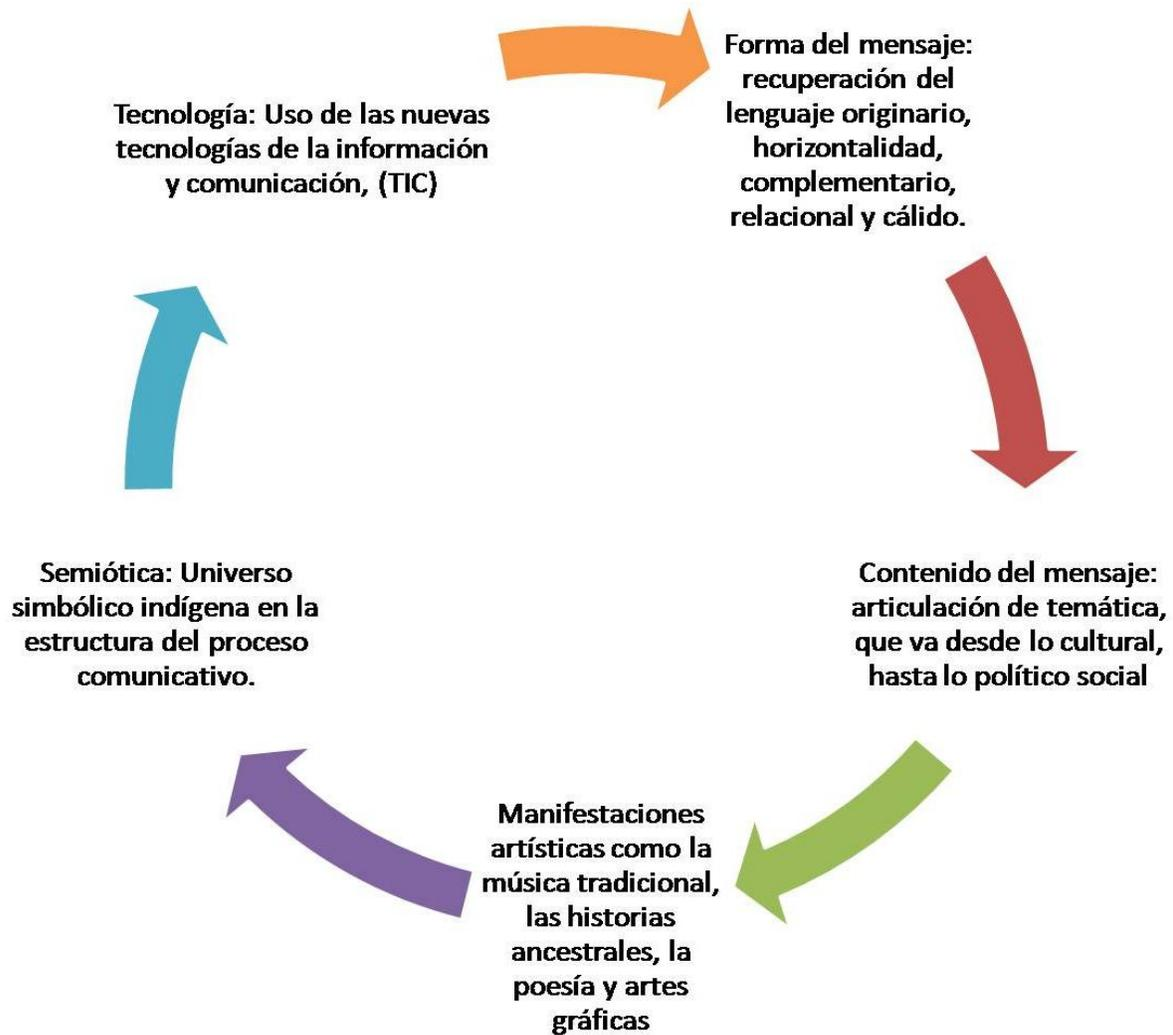 Forma del mensaje:
recuperación del
lenguaje originario,
horizontalidad,
complementario,
relacional y cálido.
Contenido del mensaje:
articulación de temática,
que va desde lo cultural,
hasta lo político social
Manifestaciones
artísticas como la
música tradicional,
las historias
ancestrales, la
poesía y artes
gráficas
Semiótica: Universo
simbólico indígena en la
estructura del proceso
comunicativo.
Tecnología: Uso de las nuevas
tecnologías de la información
y comunicación, (TIC)